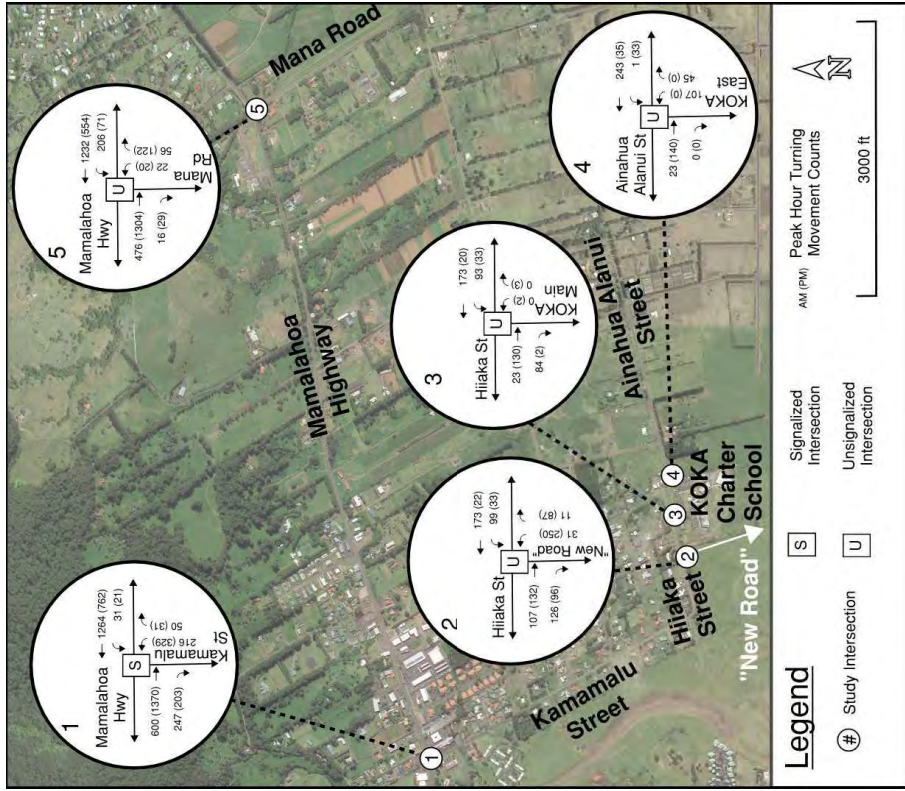 1
Mamalahoa
Hwy
1264 (762)
31 (21)
S
600 (1370)
247 (203)
216 (329)
50 (31)
Kamamalu
St
2
Hiiaka St
173 (22)
99 (33)
U
107 (132)
126 (96)
31 (250)
11 (87)
"New Road"
3
Hiiaka St
173 (20)
93 (33)
U
23 (130)
84 (2)
0 (2)
0 (3)
KOKA
Main
4
Ainahua
Alanui St
243 (35)
1 (33)
U
23 (140)
0 (0)
107 (0)
45 (0)
KOKA
East
5
Mamalahoa
Hwy
1232 (554)
206 (71)
U
476 (1304)
16 (29)
22 (20)
56 (122)
Mana
Rd
Mana Road
Mamalahoa
Highway
Ainahua Alanui
Street
Kamamalu
Street
Hiiaka
Street
KOKA
Charter
School
"New Road"
1
2
3
4
5
Legend
# Study Intersection
S Signalized
Intersection
U Unsignalized
Intersection
AM (PM) Peak Hour Turning
Movement Counts
N
3000 ft